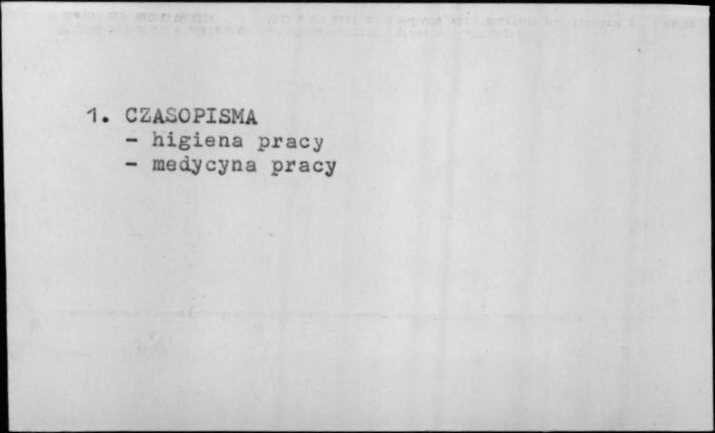 1. CZASOPISMA
- higiena pracy
- medycyna pracy